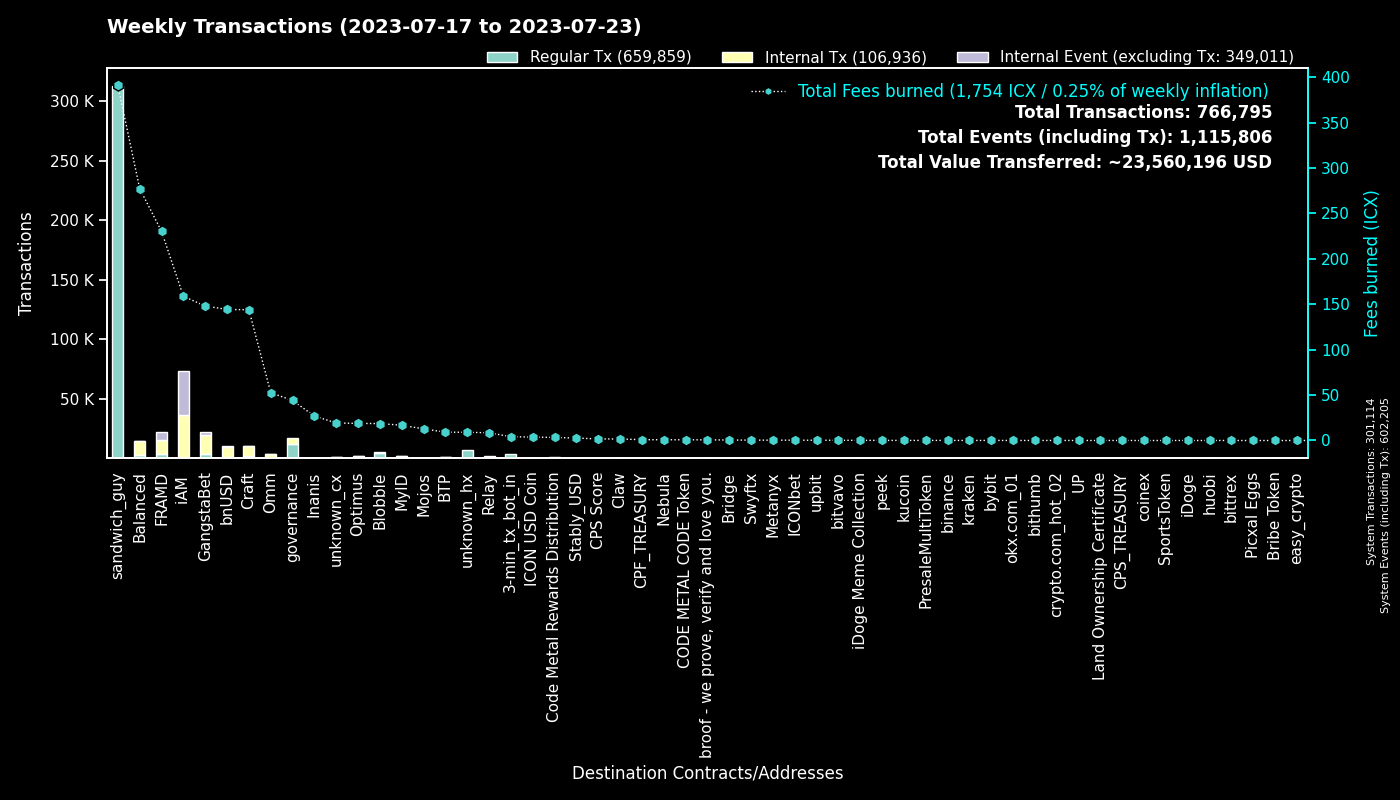 Weekly Transactions (2023-07-17 to 2023-07-23)
Regular Tx (659,859)
Internal Tx (106,936)
Internal Event (excluding Tx: 349,011)
Total Fees burned (1,754 ICX / 0.25% of weekly inflation)
Total Transactions: 766,795
Total Events (including Tx): 1,115,806
Total Value Transferred: ~23,560,196 USD
Transactions
300 K
250 K
200 K
150 K
100 K
50 K
400
350
300
250
200
150
100
50
0
Fees burned (ICX)
System Transactions: 301,114
System Events (including Tx): 602,205
sandwich_guy
Balanced
FRAMD
iAM
GangstaBet
bnUSD
Craft
Omm
governance
Inanis
unknown_cx
Optimus
Blobble
MyID
Mojos
BTP
unknown_hx
Relay
3-min_tx_bot_in
ICON USD Coin
Code Metal Rewards Distribution
Stably_USD
CPS Score
Claw
CPF_TREASURY
Nebula
CODE METAL CODE Token
broof - we prove, verify and love you.
Bridge
Swyftx
Metanyx
ICONbet
upbit
bitvavo
iDoge Meme Collection
peek
kucoin
PresaleMultiToken
binance
kraken
bybit
okx.com_01
bithumb
crypto.com_hot_02
UP
Land Ownership Certificate
CPS_TREASURY
coinex
SportsToken
iDoge
huobi
bittrex
Picxal Eggs
Bribe Token
easy_crypto
Destination Contracts/Addresses